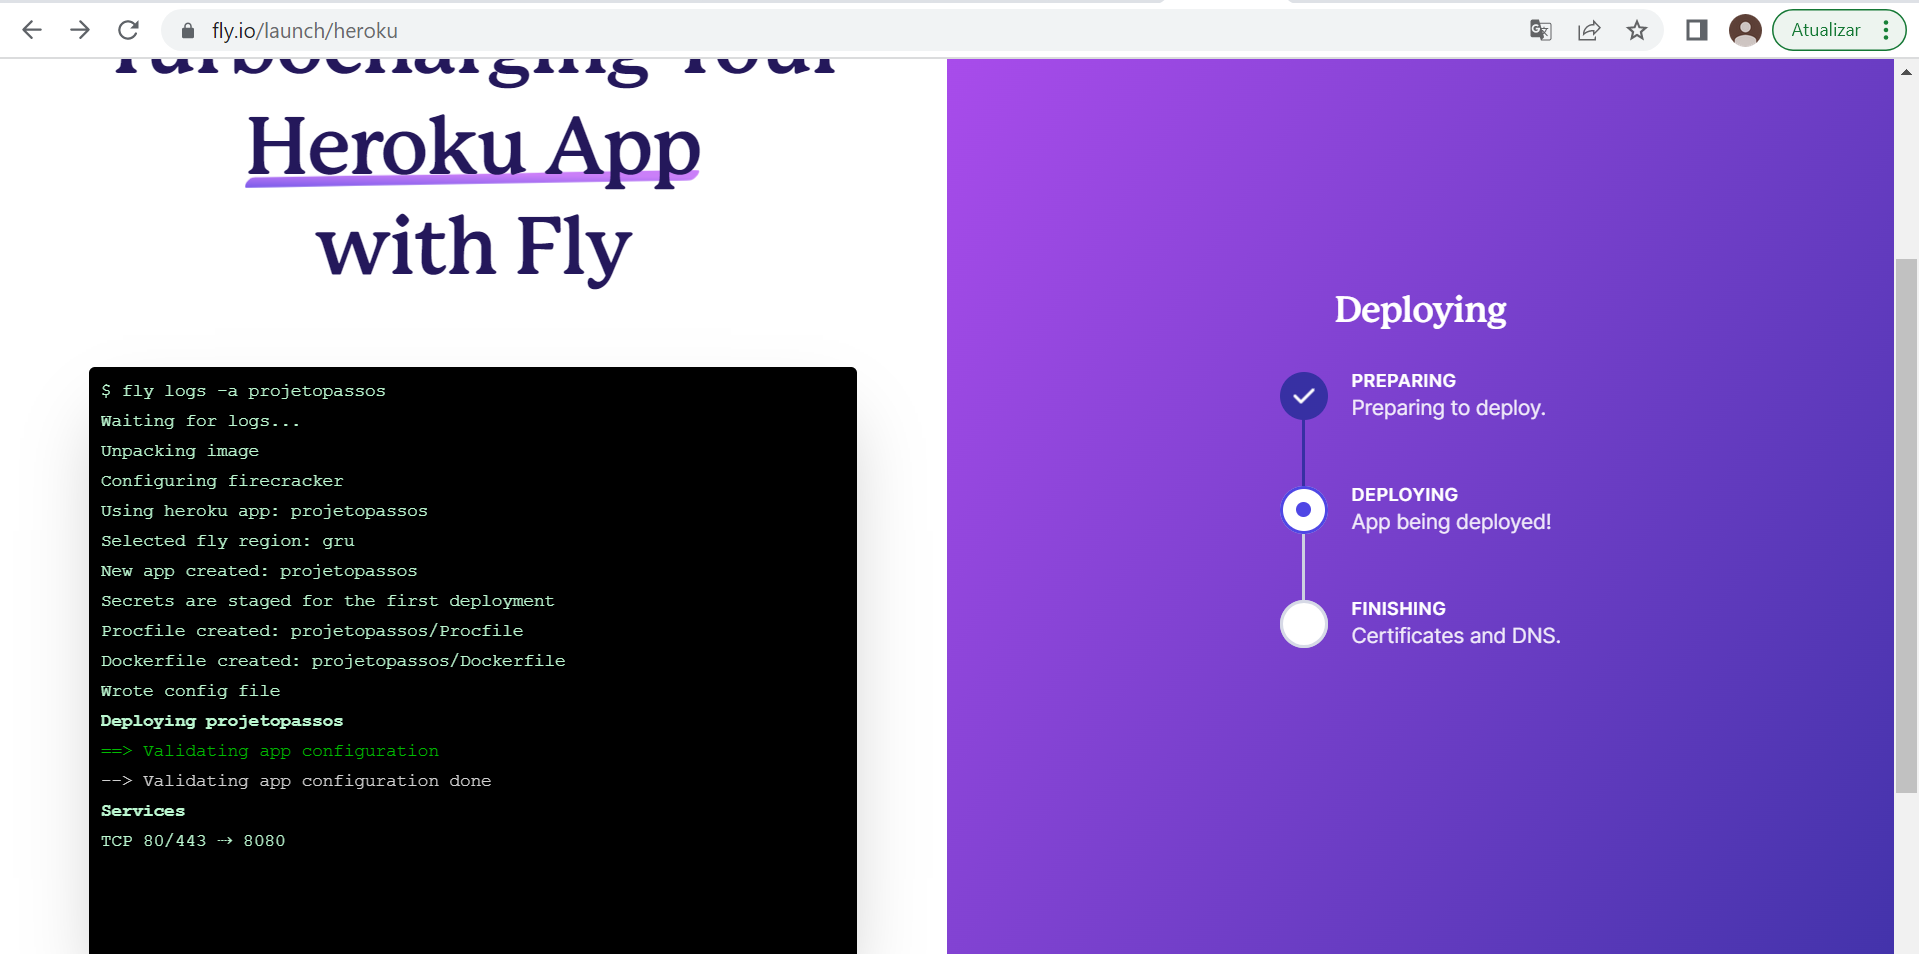 fly.io/launch/heroku
Atualizar
Turbocharging Your
Heroku App
with Fly
$ fly logs -a projetopassos
Waiting for logs...
Unpacking image
Configuring firecracker
Using heroku app: projetopassos
Selected fly region: gru
New app created: projetopassos
Secrets are staged for the first deployment
Procfile created: projetopassos/Procfile
Dockerfile created: projetopassos/Dockerfile
Wrote config file
Deploying projetopassos
==> Validating app configuration
--> Validating app configuration done
Services
TCP 80/443 ⇢ 8080
Deploying
PREPARING
Preparing to deploy.
DEPLOYING
App being deployed!
FINISHING
Certificates and DNS.